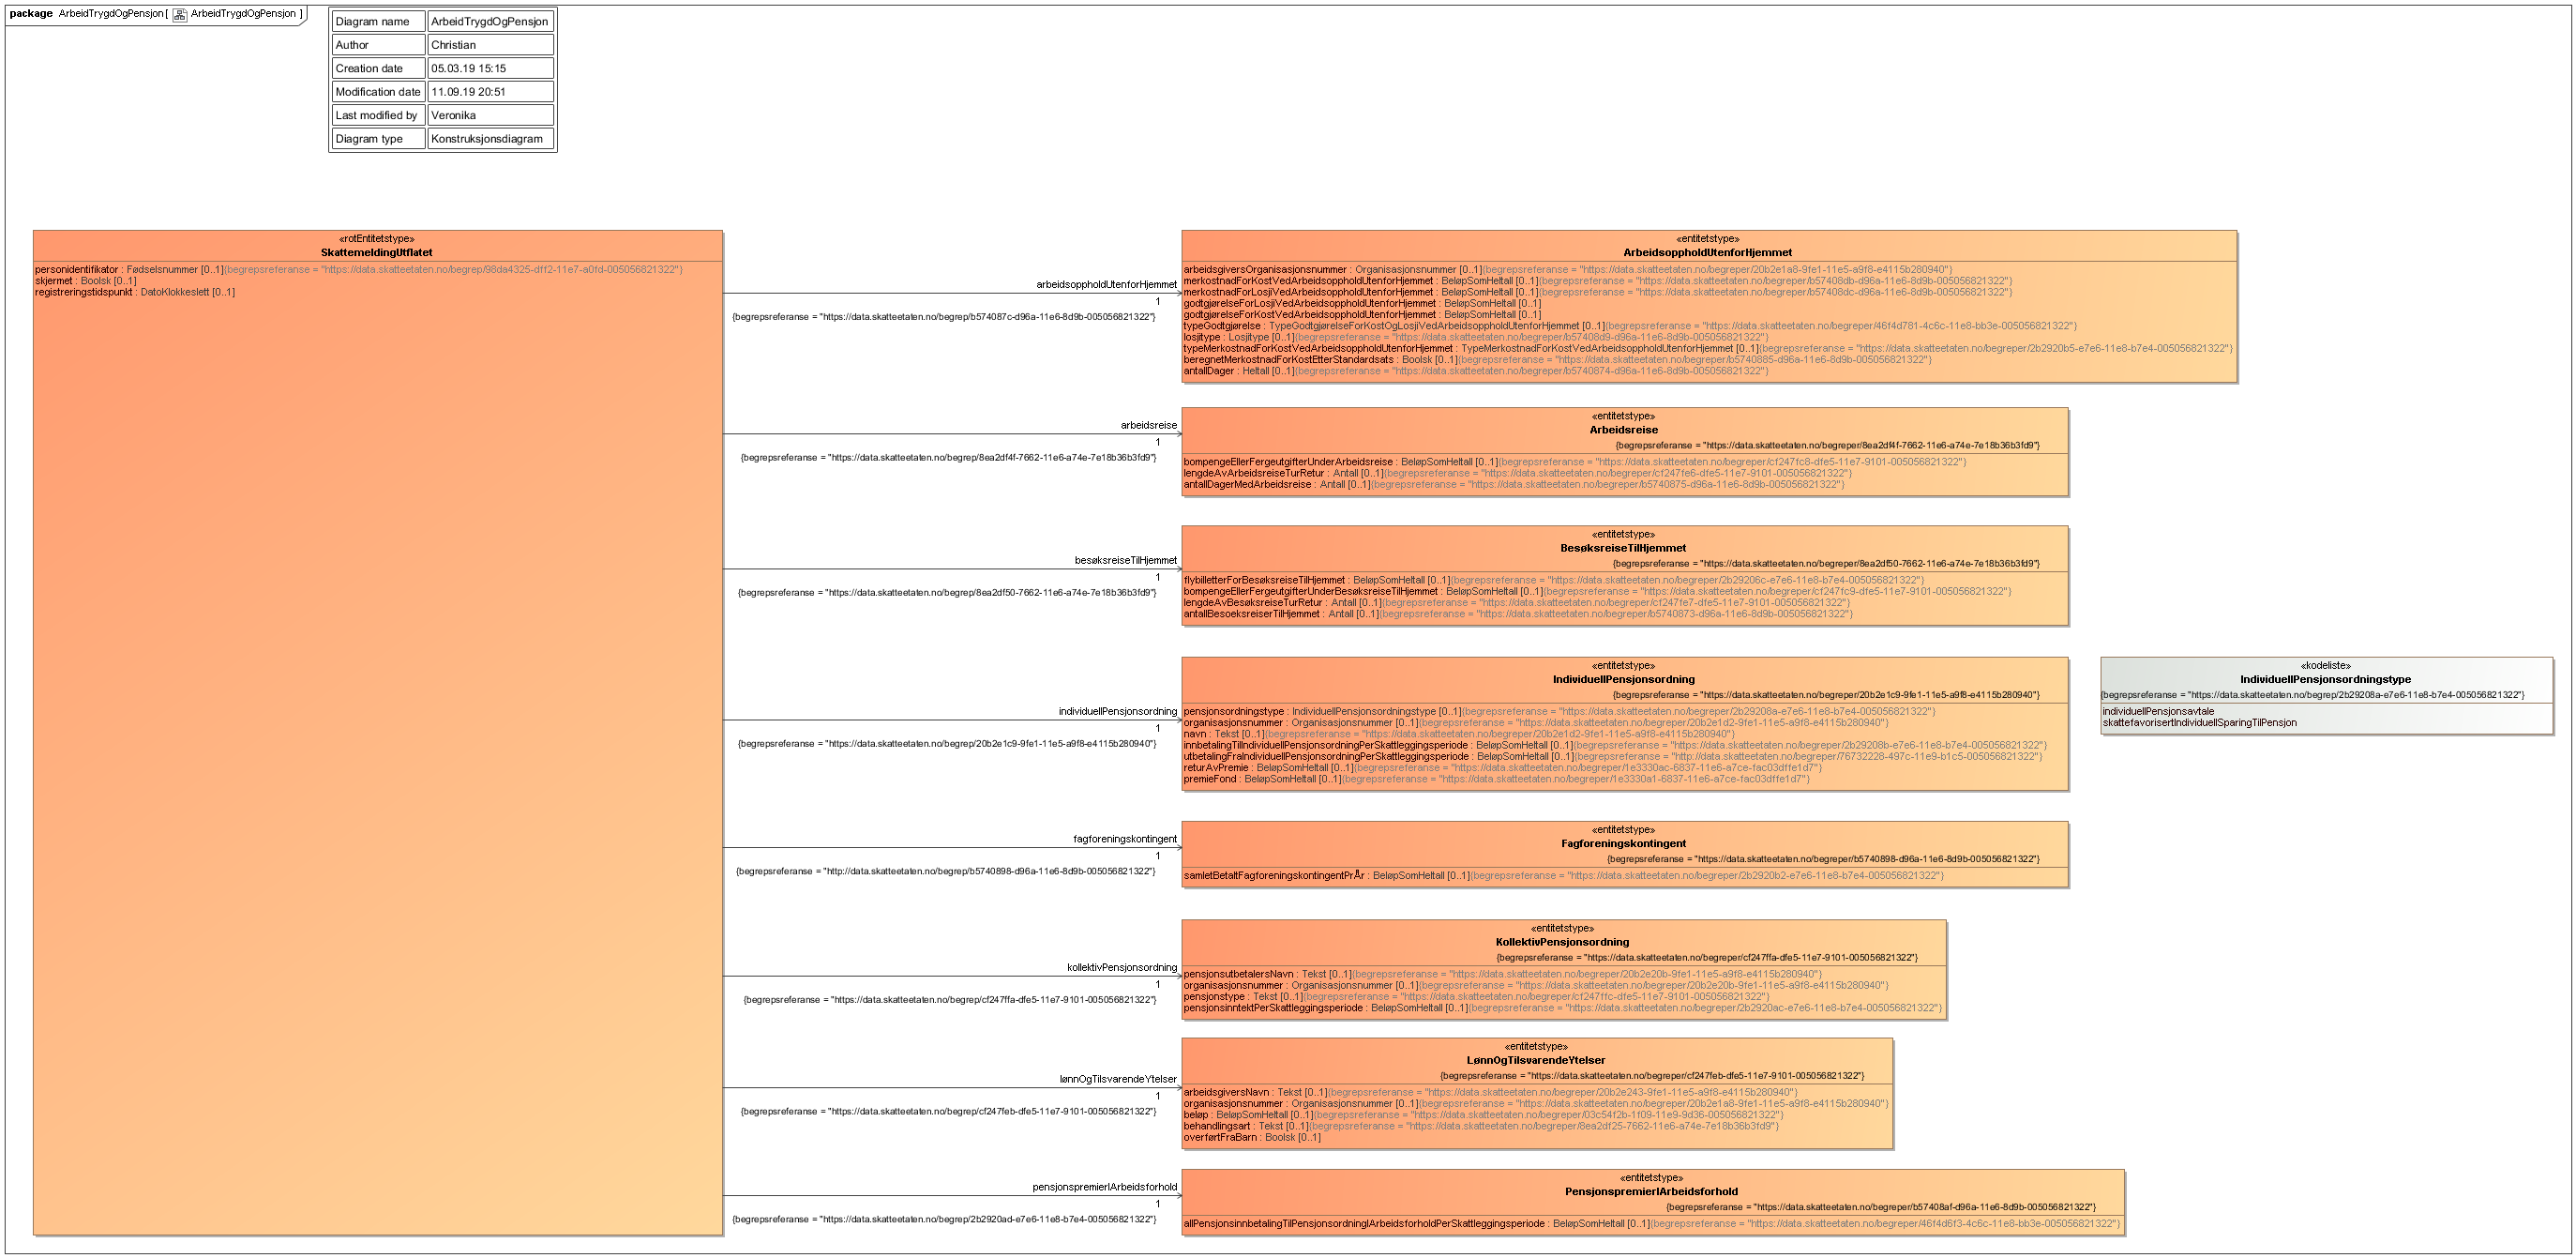 package ArbeidTrygdOgPensjon [ ArbeidTrygdOgPensjon ]
Diagram name ArbeidTrygdOgPensjon
Author Christian
Creation date 05.03.19 15:15
Modification date 11.09.19 20:51
Last modified by Veronika
Diagram type Konstruksjonsdiagram
«rotEntitetstype»
SkattemeldingUtflatet
personidentifikator : Fødselsnummer [0..1]{begrepsreferanse = "https://data.skatteetaten.no/begrep/98da4325-dff2-11e7-a0fd-005056821322"}
skjermet : Boolsk [0..1]
registreringstidspunkt : DatoKlokkeslett [0..1]
arbeidsoppholdUtenforHjemmet
1
{begrepsreferanse = "https://data.skatteetaten.no/begrep/b574087c-d96a-11e6-8d9b-005056821322"}
«entitetstype»
ArbeidsoppholdUtenforHjemmet
arbeidsgiversOrganisasjonsnummer : Organisasjonsnummer [0..1]{begrepsreferanse = "https://data.skatteetaten.no/begreper/20b2e1a8-9fe1-11e5-a9f8-e4115b280940"}
merkostnadForKostVedArbeidsoppholdUtenforHjemmet : BeløpSomHeltall [0..1]{begrepsreferanse = "https://data.skatteetaten.no/begreper/b57408db-d96a-11e6-8d9b-005056821322"}
merkostnadForLosjiVedArbeidsoppholdUtenforHjemmet : BeløpSomHeltall [0..1]{begrepsreferanse = "https://data.skatteetaten.no/begreper/b57408dc-d96a-11e6-8d9b-005056821322"}
godtgjørelseForLosjiVedArbeidsoppholdUtenforHjemmet : BeløpSomHeltall [0..1]
godtgjørelseForKostVedArbeidsoppholdUtenforHjemmet : BeløpSomHeltall [0..1]
typeGodtgjørelse : TypeGodtgjørelseForKostOgLosjiVedArbeidsoppholdUtenforHjemmet [0..1]{begrepsreferanse = "https://data.skatteetaten.no/begreper/46f4d781-4c6c-11e8-bb3e-005056821322"}
losjitype : Losjitype [0..1]{begrepsreferanse = "https://data.skatteetaten.no/begreper/b57408d9-d96a-11e6-8d9b-005056821322"}
typeMerkostnadForKostVedArbeidsoppholdUtenforHjemmet : TypeMerkostnadForKostVedArbeidsoppholdUtenforHjemmet [0..1]{begrepsreferanse = "https://data.skatteetaten.no/begreper/2b2920b5-e7e6-11e8-b7e4-005056821322"}
beregnetMerkostnadForKostEtterStandardsats : Boolsk [0..1]{begrepsreferanse = "https://data.skatteetaten.no/begreper/b5740885-d96a-11e6-8d9b-005056821322"}
antallDager : Heltall [0..1]{begrepsreferanse = "https://data.skatteetaten.no/begreper/b5740874-d96a-11e6-8d9b-005056821322"}
arbeidsreise
1
{begrepsreferanse = "https://data.skatteetaten.no/begrep/8ea2df4f-7662-11e6-a74e-7e18b36b3fd9"}
«entitetstype»
Arbeidsreise
{begrepsreferanse = "https://data.skatteetaten.no/begreper/8ea2df4f-7662-11e6-a74e-7e18b36b3fd9"}
bompengeEllerFergeutgifterUnderArbeidsreise : BeløpSomHeltall [0..1]{begrepsreferanse = "https://data.skatteetaten.no/begreper/cf247fc8-dfe5-11e7-9101-005056821322"}
lengdeAvArbeidsreiseTurRetur : Antall [0..1]{begrepsreferanse = "https://data.skatteetaten.no/begreper/cf247fe6-dfe5-11e7-9101-005056821322"}
antallDagerMedArbeidsreise : Antall [0..1]{begrepsreferanse = "https://data.skatteetaten.no/begreper/b5740875-d96a-11e6-8d9b-005056821322"}
besøksreiseTilHjemmet
1
{begrepsreferanse = "https://data.skatteetaten.no/begrep/8ea2df50-7662-11e6-a74e-7e18b36b3fd9"}
«entitetstype»
BesøksreiseTilHjemmet
{begrepsreferanse = "https://data.skatteetaten.no/begreper/8ea2df50-7662-11e6-a74e-7e18b36b3fd9"}
flybilletterForBesøksreiseTilHjemmet : BeløpSomHeltall [0..1]{begrepsreferanse = "https://data.skatteetaten.no/begreper/2b29206c-e7e6-11e8-b7e4-005056821322"}
bompengeEllerFergeutgifterUnderBesøksreiseTilHjemmet : BeløpSomHeltall [0..1]{begrepsreferanse = "https://data.skatteetaten.no/begreper/cf247fc9-dfe5-11e7-9101-005056821322"}
lengdeAvBesøksreiseTurRetur : Antall [0..1]{begrepsreferanse = "https://data.skatteetaten.no/begreper/cf247fe7-dfe5-11e7-9101-005056821322"}
antallBesoeksreiserTilHjemmet : Antall [0..1]{begrepsreferanse = "https://data.skatteetaten.no/begreper/b5740873-d96a-11e6-8d9b-005056821322"}
individuellPensjonsordning
1
{begrepsreferanse = "https://data.skatteetaten.no/begrep/20b2e1c9-9fe1-11e5-a9f8-e4115b280940"}
«entitetstype»
IndividuellPensjonsordning
{begrepsreferanse = "https://data.skatteetaten.no/begreper/20b2e1c9-9fe1-11e5-a9f8-e4115b280940"}
pensjonsordningstype : IndividuellPensjonsordningstype [0..1]{begrepsreferanse = "https://data.skatteetaten.no/begreper/2b29208a-e7e6-11e8-b7e4-005056821322"}
organisasjonsnummer : Organisasjonsnummer [0..1]{begrepsreferanse = "https://data.skatteetaten.no/begreper/20b2e1d2-9fe1-11e5-a9f8-e4115b280940"}
navn : Tekst [0..1]{begrepsreferanse = "https://data.skatteetaten.no/begreper/20b2e1d2-9fe1-11e5-a9f8-e4115b280940"}
innbetalingTilIndividuellPensjonsordningPerSkattleggingsperiode : BeløpSomHeltall [0..1]{begrepsreferanse = "https://data.skatteetaten.no/begreper/2b29208b-e7e6-11e8-b7e4-005056821322"}
utbetalingFraIndividuellPensjonsordningPerSkattleggingsperiode : BeløpSomHeltall [0..1]{begrepsreferanse = "http://data.skatteetaten.no/begreper/76732228-497c-11e9-b1c5-005056821322"}
returAvPremie : BeløpSomHeltall [0..1]{begrepsreferanse = "https://data.skatteetaten.no/begreper/1e3330ac-6837-11e6-a7ce-fac03dffe1d7"}
premieFond : BeløpSomHeltall [0..1]{begrepsreferanse = "https://data.skatteetaten.no/begreper/1e3330a1-6837-11e6-a7ce-fac03dffe1d7"}
«kodeliste»
IndividuellPensjonsordningstype
{begrepsreferanse = "https://data.skatteetaten.no/begrep/2b29208a-e7e6-11e8-b7e4-005056821322"}
individuellPensjonsavtale
skattefavorisertIndividuellSparingTilPensjon
fagforeningskontingent
1
{begrepsreferanse = "http://data.skatteetaten.no/begrep/b5740898-d96a-11e6-8d9b-005056821322"}
«entitetstype»
Fagforeningskontingent
{begrepsreferanse = "https://data.skatteetaten.no/begreper/b5740898-d96a-11e6-8d9b-005056821322"}
samletBetaltFagforeningskontingentPrÅr : BeløpSomHeltall [0..1]{begrepsreferanse = "https://data.skatteetaten.no/begreper/2b2920b2-e7e6-11e8-b7e4-005056821322"}
kollektivPensjonsordning
1
{begrepsreferanse = "https://data.skatteetaten.no/begrep/cf247ffa-dfe5-11e7-9101-005056821322"}
«entitetstype»
KollektivPensjonsordning
{begrepsreferanse = "https://data.skatteetaten.no/begreper/cf247ffa-dfe5-11e7-9101-005056821322"}
pensjonsutbetalersNavn : Tekst [0..1]{begrepsreferanse = "https://data.skatteetaten.no/begreper/20b2e20b-9fe1-11e5-a9f8-e4115b280940"}
organisasjonsnummer : Organisasjonsnummer [0..1]{begrepsreferanse = "https://data.skatteetaten.no/begreper/20b2e20b-9fe1-11e5-a9f8-e4115b280940"}
pensjonstype : Tekst [0..1]{begrepsreferanse = "https://data.skatteetaten.no/begreper/cf247ffc-dfe5-11e7-9101-005056821322"}
pensjonsinntektPerSkattleggingsperiode : BeløpSomHeltall [0..1]{begrepsreferanse = "https://data.skatteetaten.no/begreper/2b2920ac-e7e6-11e8-b7e4-005056821322"}
lønnOgTilsvarendeYtelser
1
{begrepsreferanse = "https://data.skatteetaten.no/begrep/cf247feb-dfe5-11e7-9101-005056821322"}
«entitetstype»
LønnOgTilsvarendeYtelser
{begrepsreferanse = "https://data.skatteetaten.no/begreper/cf247feb-dfe5-11e7-9101-005056821322"}
arbeidsgiversNavn : Tekst [0..1]{begrepsreferanse = "https://data.skatteetaten.no/begreper/20b2e243-9fe1-11e5-a9f8-e4115b280940"}
organisasjonsnummer : Organisasjonsnummer [0..1]{begrepsreferanse = "https://data.skatteetaten.no/begreper/20b2e1a8-9fe1-11e5-a9f8-e4115b280940"}
beløp : BeløpSomHeltall [0..1]{begrepsreferanse = "https://data.skatteetaten.no/begreper/03c54f2b-1f09-11e9-9d36-005056821322"}
behandlingsart : Tekst [0..1]{begrepsreferanse = "https://data.skatteetaten.no/begreper/8ea2df25-7662-11e6-a74e-7e18b36b3fd9"}
overførtFraBarn : Boolsk [0..1]
pensjonspremierIArbeidsforhold
1
{begrepsreferanse = "https://data.skatteetaten.no/begrep/2b2920ad-e7e6-11e8-b7e4-005056821322"}
«entitetstype»
PensjonspremierIArbeidsforhold
{begrepsreferanse = "https://data.skatteetaten.no/begreper/b57408af-d96a-11e6-8d9b-005056821322"}
allPensjonsinnbetalingTilPensjonsordningIArbeidsforholdPerSkattleggingsperiode : BeløpSomHeltall [0..1]{begrepsreferanse = "https://data.skatteetaten.no/begreper/46f4d6f3-4c6c-11e8-bb3e-005056821322"}